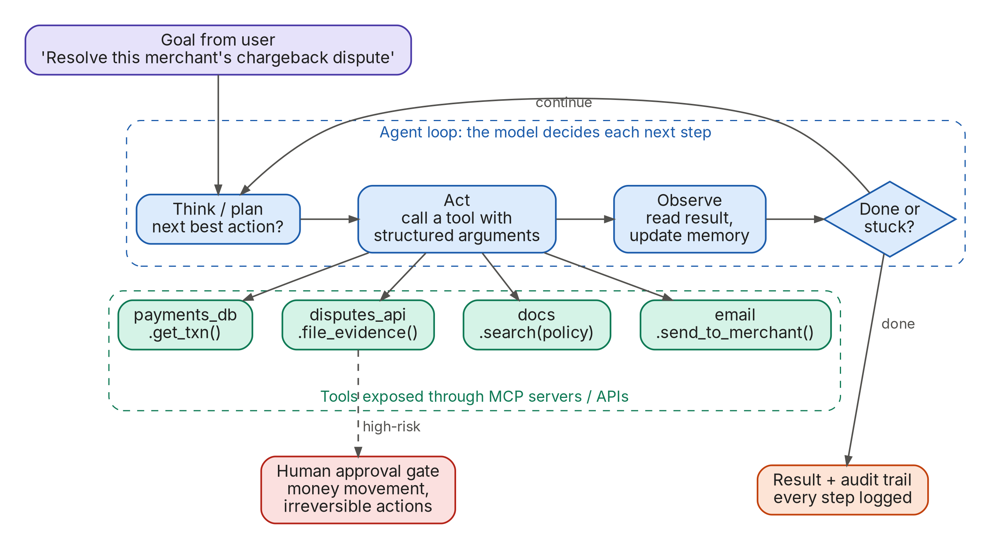 Goal from user
'Resolve this merchant's chargeback dispute'
continue
Agent loop: the model decides each next step
Think / plan
next best action?
Act
call a tool with
structured arguments
Observe
read result,
update memory
Done or
stuck?
payments_db
.get_txn()
disputes_api
.file_evidence()
docs
.search(policy)
email
.send_to_merchant()
done
Tools exposed through MCP servers / APIs
high-risk
Human approval gate
money movement,
irreversible actions
Result + audit trail
every step logged